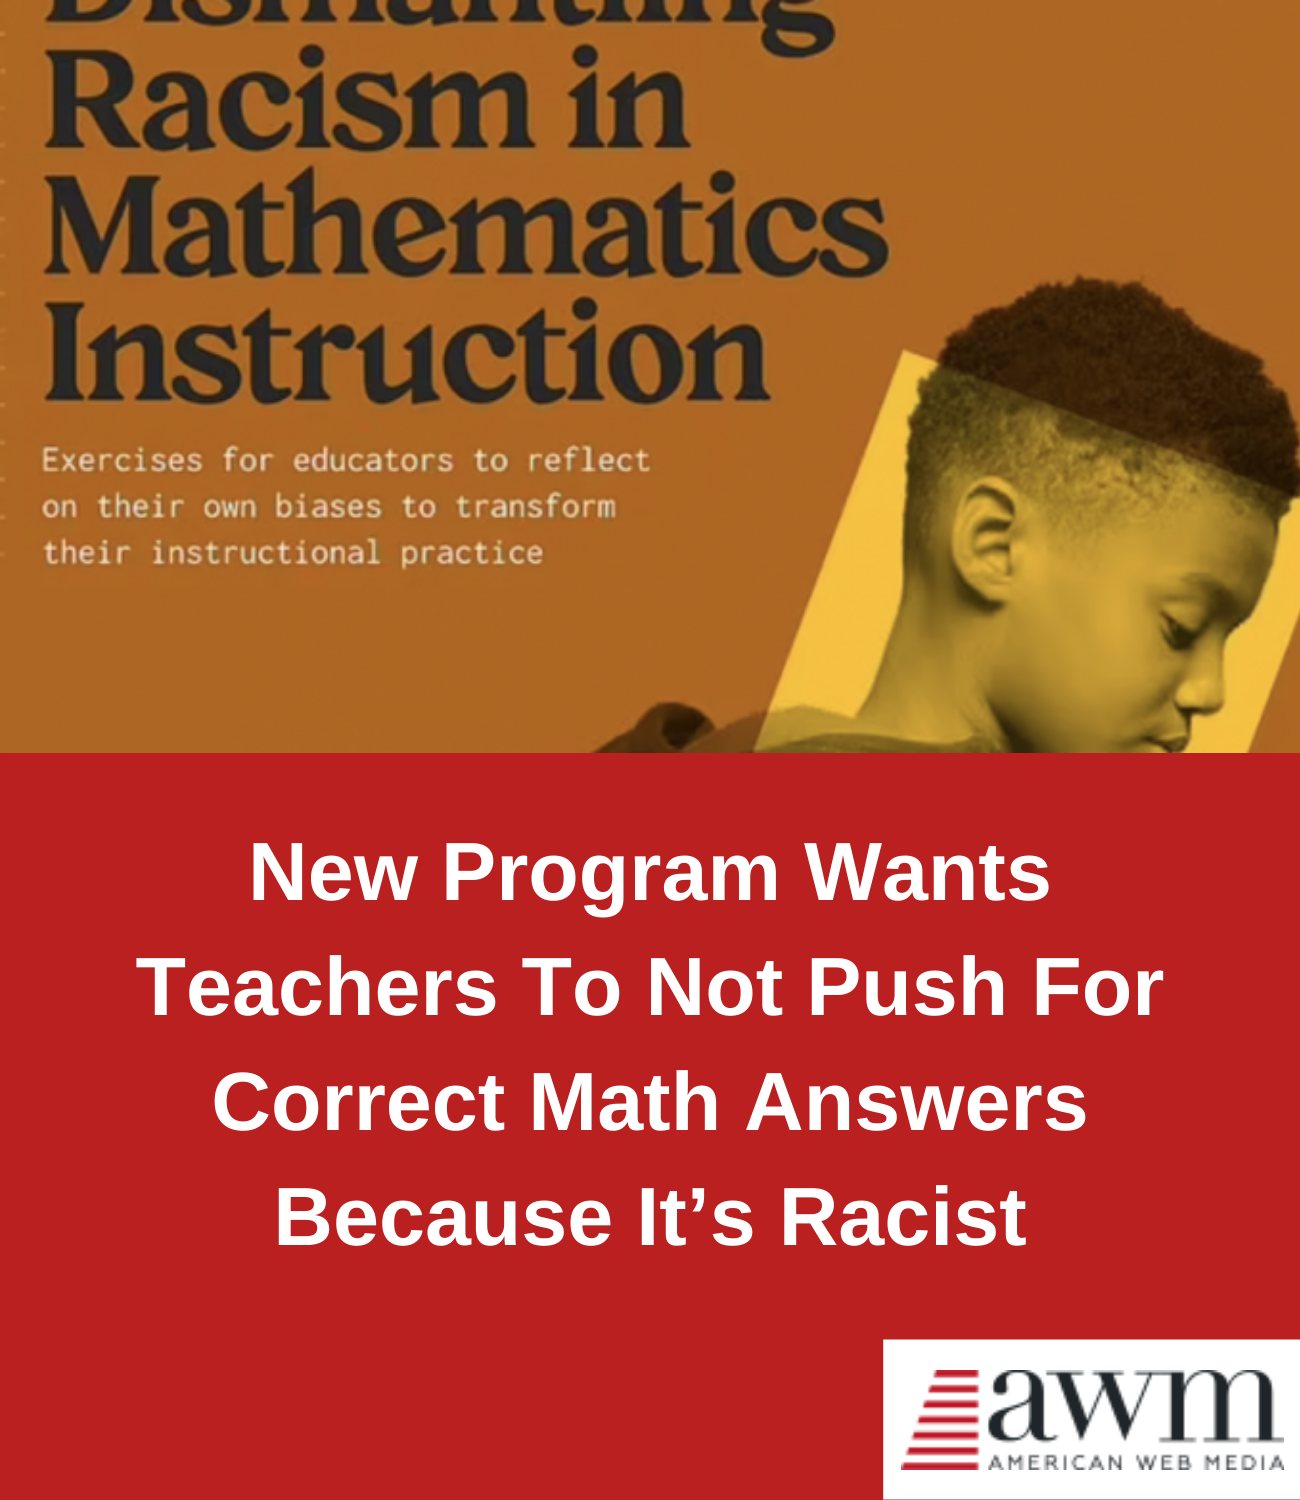 Dismantling
Racism in
Mathematics
Instruction
Exercises for educators to reflect
on their own biases to transform
their instructional practice
New Program Wants
Teachers To Not Push For
Correct Math Answers
Because It’s Racist
awm
AMERICAN WEB MEDIA